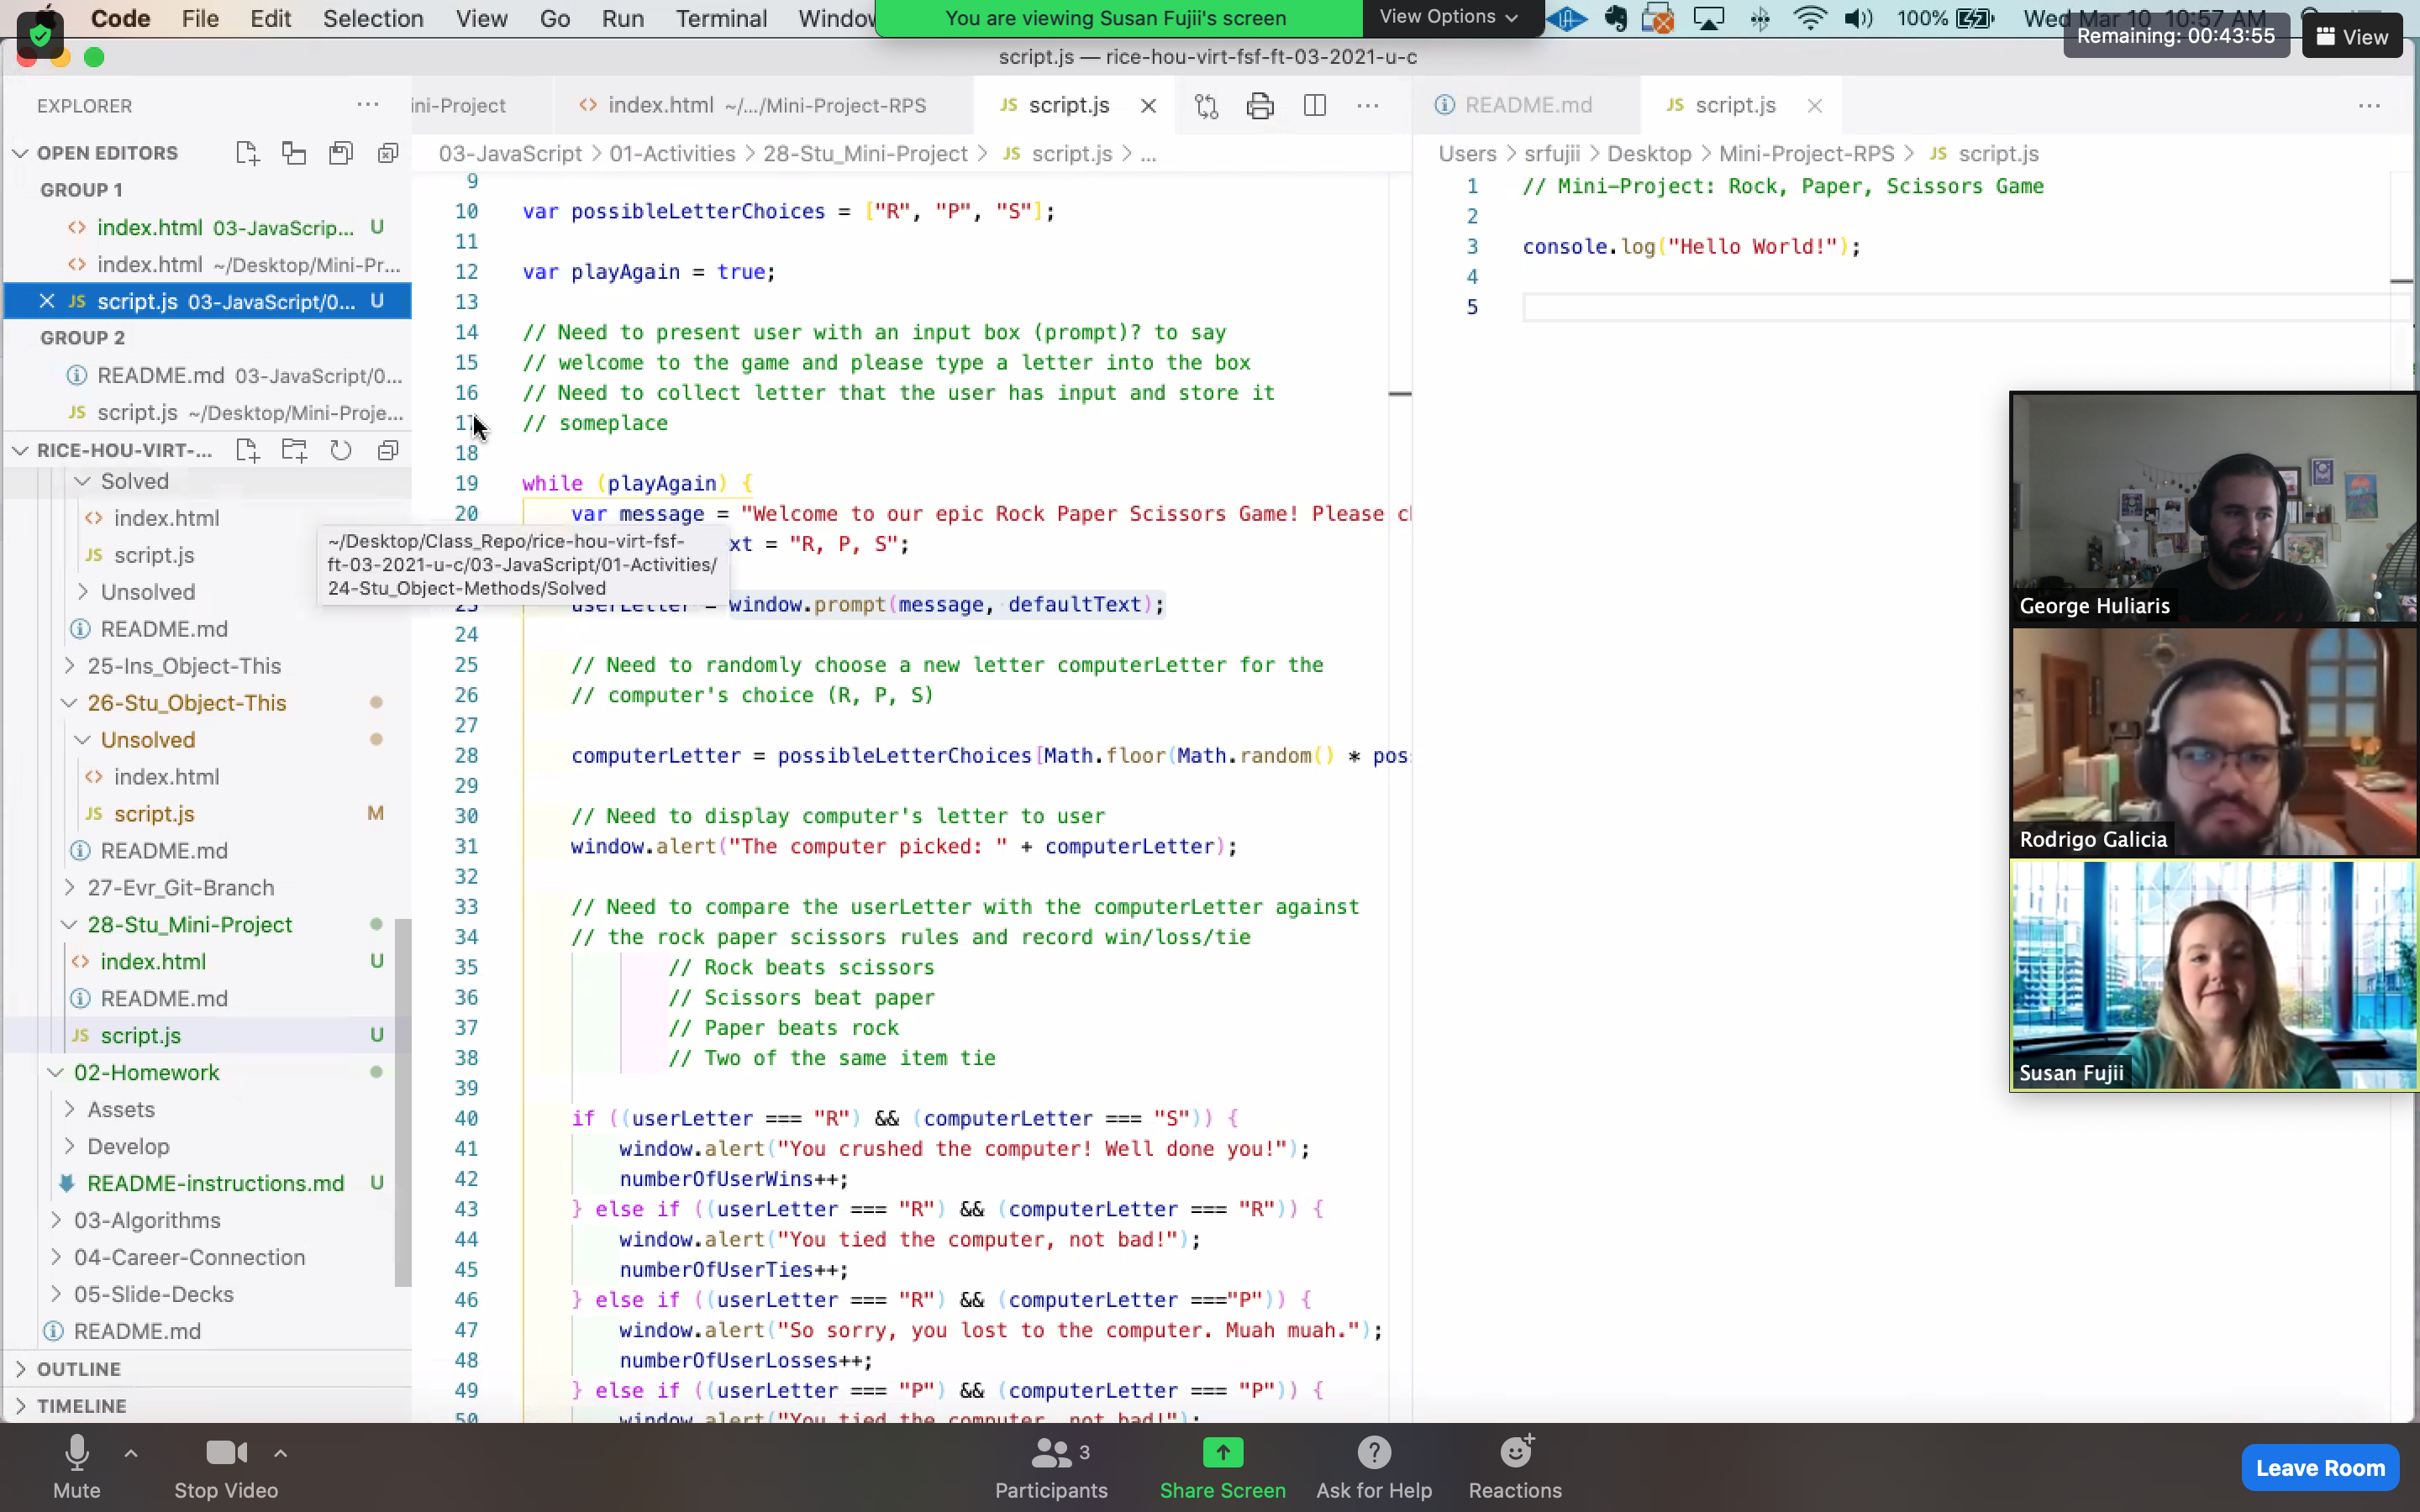 Code File Edit Selection View Go Run Terminal Window
You are viewing Susan Fujii's screen View Options
100% Wed Mar 10 10:57 AM
Remaining: 00:43:55 View
script.js — rice-hou-virt-fsf-ft-03-2021-u-c
EXPLORER
ini-Project
<> index.html ~/.../Mini-Project-RPS
JS script.js
README.md
JS script.js
OPEN EDITORS
GROUP 1
<> index.html 03-JavaScrip... U
<> index.html ~/Desktop/Mini-Pr...
JS script.js 03-JavaScript/0... U
GROUP 2
README.md 03-JavaScript/0...
JS script.js ~/Desktop/Mini-Proje...
RICE-HOU-VIRT-...
Solved
<> index.html
JS script.js
Unsolved
README.md
25-Ins_Object-This
26-Stu_Object-This
Unsolved
<> index.html
JS script.js M
README.md
27-Evr_Git-Branch
28-Stu_Mini-Project
<> index.html U
README.md
JS script.js U
02-Homework
Assets
Develop
README-instructions.md U
03-Algorithms
04-Career-Connection
05-Slide-Decks
README.md
OUTLINE
TIMELINE
~/Desktop/Class_Repo/rice-hou-virt-fsf-
ft-03-2021-u-c/03-JavaScript/01-Activities/
24-Stu_Object-Methods/Solved
03-JavaScript > 01-Activities > 28-Stu_Mini-Project > JS script.js > ...
9
10 var possibleLetterChoices = ["R", "P", "S"];
11
12 var playAgain = true;
13
14 // Need to present user with an input box (prompt)? to say
15 // welcome to the game and please type a letter into the box
16 // Need to collect letter that the user has input and store it
17 // someplace
18
19 while (playAgain) {
20 var message = "Welcome to our epic Rock Paper Scissors Game! Please c
xt = "R, P, S";
23 userLetter = window.prompt(message, defaultText);
24
25 // Need to randomly choose a new letter computerLetter for the
26 // computer's choice (R, P, S)
27
28 computerLetter = possibleLetterChoices[Math.floor(Math.random() * pos
29
30 // Need to display computer's letter to user
31 window.alert("The computer picked: " + computerLetter);
32
33 // Need to compare the userLetter with the computerLetter against
34 // the rock paper scissors rules and record win/loss/tie
35 // Rock beats scissors
36 // Scissors beat paper
37 // Paper beats rock
38 // Two of the same item tie
39
40 if ((userLetter === "R") && (computerLetter === "S")) {
41 window.alert("You crushed the computer! Well done you!");
42 numberOfUserWins++;
43 } else if ((userLetter === "R") && (computerLetter === "R")) {
44 window.alert("You tied the computer, not bad!");
45 numberOfUserTies++;
46 } else if ((userLetter === "R") && (computerLetter ==="P")) {
47 window.alert("So sorry, you lost to the computer. Muah muah.");
48 numberOfUserLosses++;
49 } else if ((userLetter === "P") && (computerLetter === "P")) {
50 window.alert("You tied the computer, not bad!");
Users > srfujii > Desktop > Mini-Project-RPS > JS script.js
1 // Mini-Project: Rock, Paper, Scissors Game
2
3 console.log("Hello World!");
4
5
George Huliaris
Rodrigo Galicia
Susan Fujii
Mute
Stop Video
3
Participants
Share Screen
Ask for Help
Reactions
Leave Room